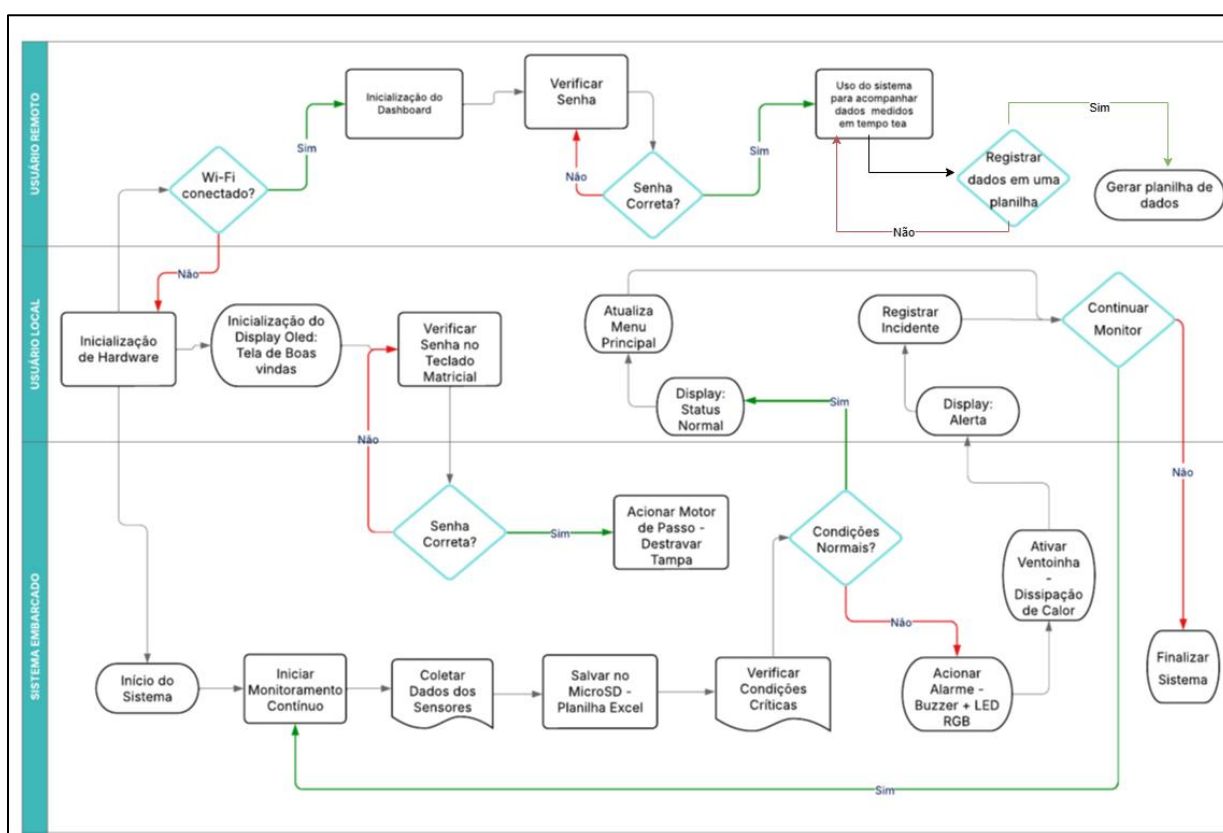 USUÁRIO REMOTO
Inicialização do
Dashboard
Verificar
Senha
Uso do sistema
para acompanhar
dados medidos
em tempo tea
Sim
Wi-Fi
conectado?
Sim
Não
Senha
Correta?
Sim
Registrar
dados em uma
planilha
Gerar planilha de
dados
Não
Não
USUÁRIO LOCAL
Inicialização
de Hardware
Inicialização do
Display Oled:
Tela de Boas
vindas
Verificar
Senha no
Teclado
Matricial
Atualiza
Menu
Principal
Registrar
Incidente
Continuar
Monitor
Display:
Status
Normal
Sim
Display:
Alerta
Não
Não
SISTEMA EMBARCADO
Senha
Correta?
Sim
Acionar Motor
de Passo -
Destravar
Tampa
Condições
Normais?
Ativar
Ventoinha
-
Dissipação
de Calor
Não
Início do
Sistema
Iniciar
Monitoramento
Contínuo
Coletar
Dados dos
Sensores
Salvar no
MicroSD -
Planilha Excel
Verificar
Condições
Críticas
Acionar
Alarme -
Buzzer + LED
RGB
Finalizar
Sistema
Sim